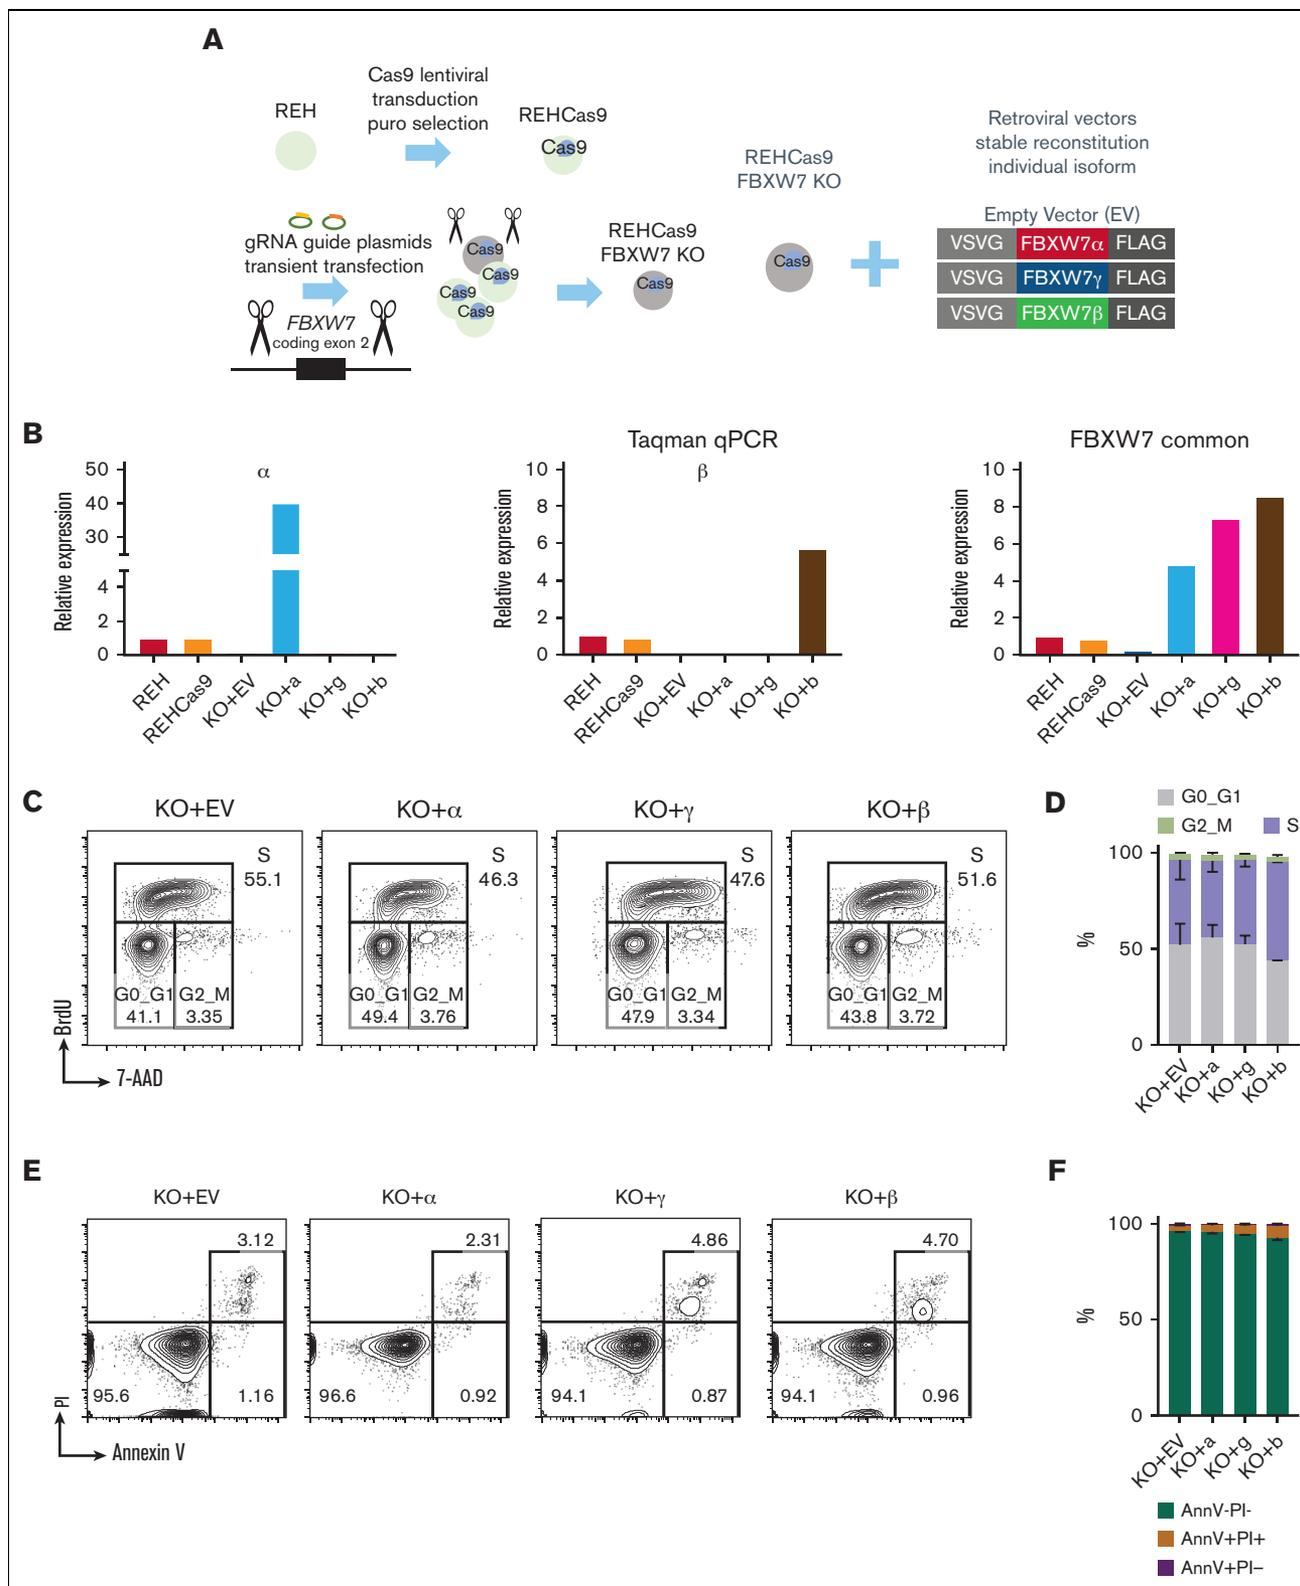 A
REH
Cas9 lentiviral
transduction
puro selection
REHCas9
Cas9
REHCas9
FBXW7 KO
Retroviral vectors
stable reconstitution
individual isoform
gRNA guide plasmids
transient transfection
FBXW7
coding exon 2
Cas9
Cas9
Cas9
Cas9
REHCas9
FBXW7 KO
Cas9
Cas9
Empty Vector (EV)
VSVG FBXW7α FLAG
VSVG FBXW7γ FLAG
VSVG FBXW7β FLAG
B
Taqman qPCR
α
Relative expression
50
40
30
4
2
0
REH
REHCas9
KO+EV
KO+a
KO+g
KO+b
β
Relative expression
10
8
6
4
2
0
REH
REHCas9
KO+EV
KO+a
KO+g
KO+b
FBXW7 common
Relative expression
10
8
6
4
2
0
REH
REHCas9
KO+EV
KO+a
KO+g
KO+b
C
KO+EV
S
55.1
G0_G1
41.1
G2_M
3.35
KO+α
S
46.3
G0_G1
49.4
G2_M
3.76
KO+γ
S
47.6
G0_G1
47.9
G2_M
3.34
KO+β
S
51.6
G0_G1
43.8
G2_M
3.72
BrdU
7-AAD
D
G0_G1
G2_M
S
100
50
0
%
KO+EV
KO+a
KO+g
KO+b
E
KO+EV
3.12
95.6
1.16
KO+α
2.31
96.6
0.92
KO+γ
4.86
94.1
0.87
KO+β
4.70
94.1
0.96
PI
Annexin V
F
100
50
0
%
KO+EV
KO+a
KO+g
KO+b
AnnV-PI-
AnnV+PI+
AnnV+PI–